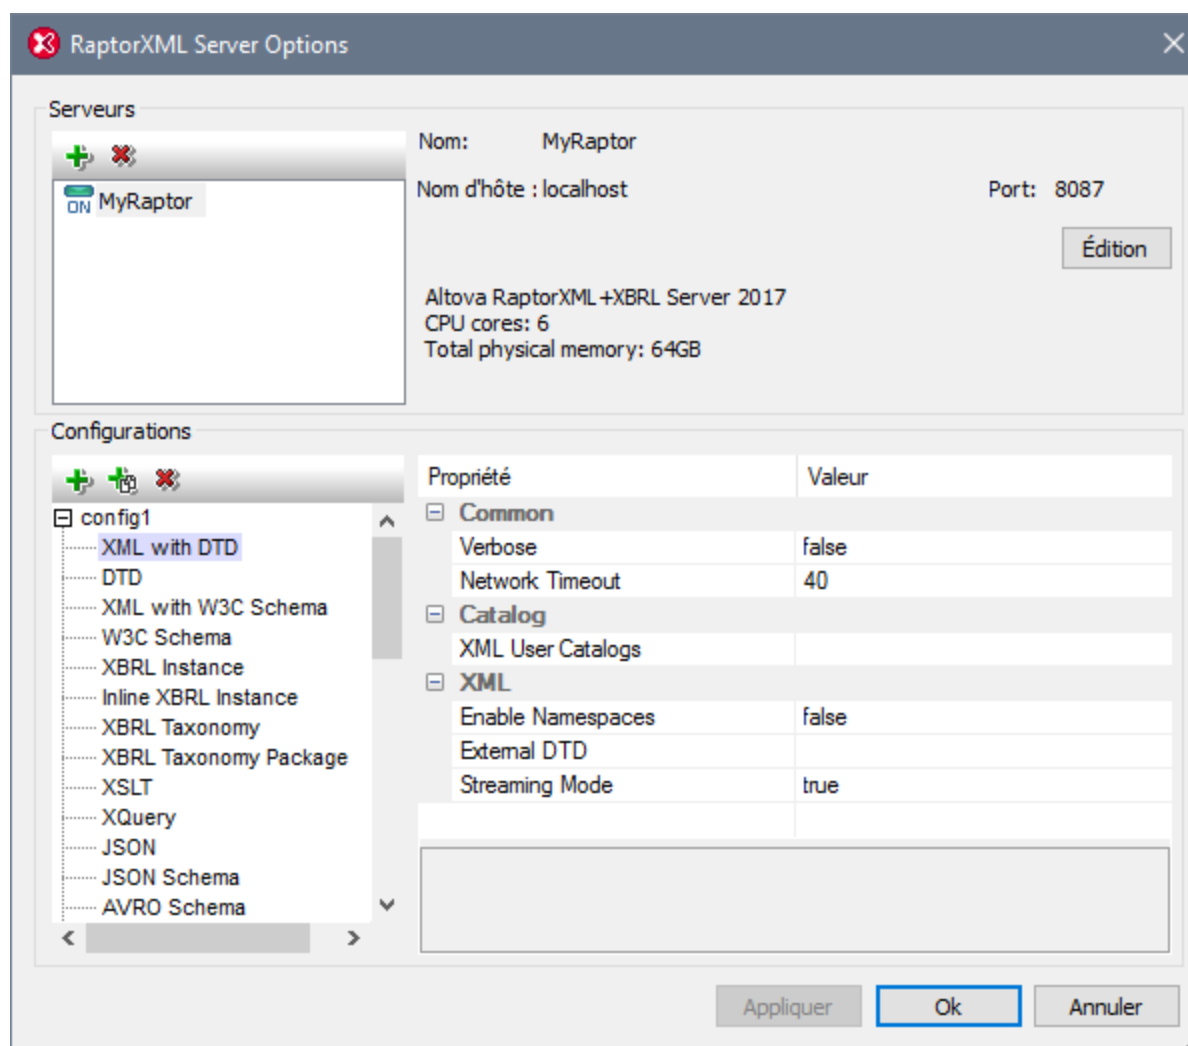 RaptorXML Server Options
Serveurs
Nom: MyRaptor
ON MyRaptor
Nom d'hôte : localhost Port: 8087
Édition
Altova RaptorXML+XBRL Server 2017
CPU cores: 6
Total physical memory: 64GB
Configurations
config1
XML with DTD
DTD
XML with W3C Schema
W3C Schema
XBRL Instance
Inline XBRL Instance
XBRL Taxonomy
XBRL Taxonomy Package
XSLT
XQuery
JSON
JSON Schema
AVRO Schema
Propriété Valeur
Common
Verbose false
Network Timeout 40
Catalog
XML User Catalogs
XML
Enable Namespaces false
External DTD
Streaming Mode true
Appliquer Ok Annuler